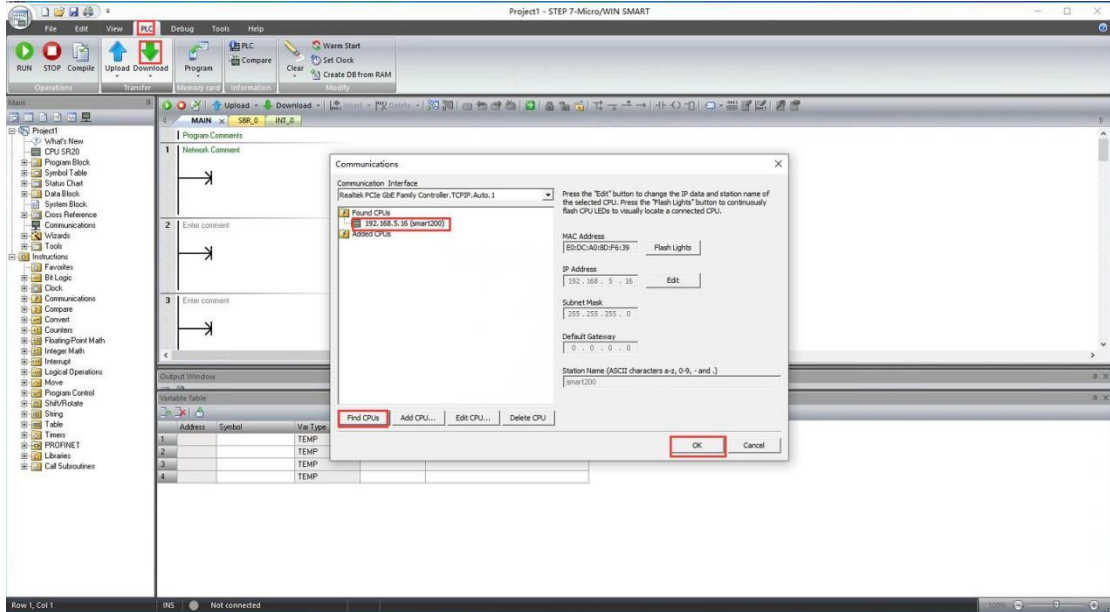 Project1 - STEP 7-Micro/WIN SMART
File Edit View PLC Debug Tools Help
RUN STOP Compile Upload Download Program PLC Compare Clear Warm Start Set Clock Create DB from RAM
Operations Transfer Memory card Information Modify
Main
Upload Download Insert Delete
MAIN SBR_0 INT_0
Project1
What's New
CPU SR20
Program Block
Symbol Table
Status Chart
Data Block
System Block
Cross Reference
Communications
Wizards
Tools
Instructions
Favorites
Bit Logic
Clock
Communications
Compare
Convert
Counters
Floating-Point Math
Integer Math
Interrupt
Logical Operations
Move
Program Control
Shift/Rotate
String
Table
Timers
PROFINET
Libraries
Call Subroutines
Program Comments
1 Network Comment
2 Enter comment
3 Enter comment
Communications
Communication Interface
Realtek PCIe GbE Family Controller.TCPIP.Auto.1
Found CPUs
192.168.5.16 (smart200)
Added CPUs
Press the "Edit" button to change the IP data and station name of
the selected CPU. Press the "Flash Lights" button to continuously
flash CPU LEDs to visually locate a connected CPU.
MAC Address
E0:DC:A0:8D:F6:39 Flash Lights
IP Address
192 . 168 . 5 . 16 Edit
Subnet Mask
255 . 255 . 255 . 0
Default Gateway
0 . 0 . 0 . 0
Station Name (ASCII characters a-z, 0-9, - and .)
smart200
Find CPUs Add CPU... Edit CPU... Delete CPU
OK Cancel
Output Window
Variable Table
Address Symbol Var Type
1 TEMP
2 TEMP
3 TEMP
4 TEMP
Row 1, Col 1 INS Not connected 100%